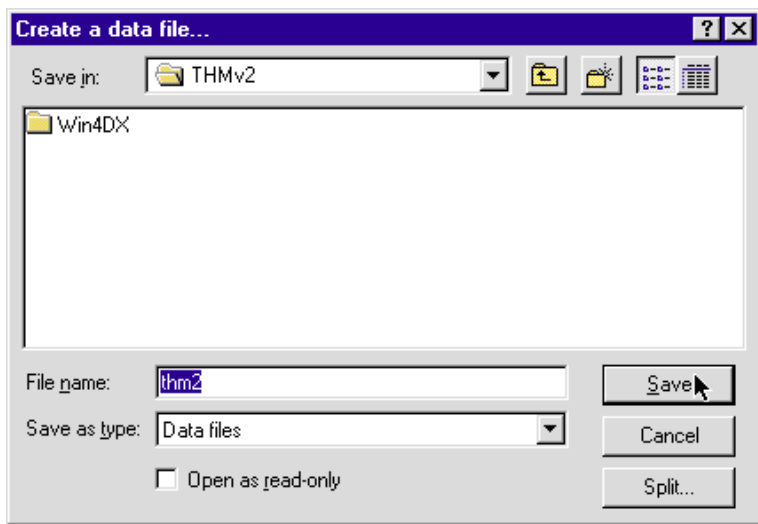 Create a data file...
Save in: THMv2
Win4DX
File name: thm2 Save
Save as type: Data files Cancel
Open as read-only Split...